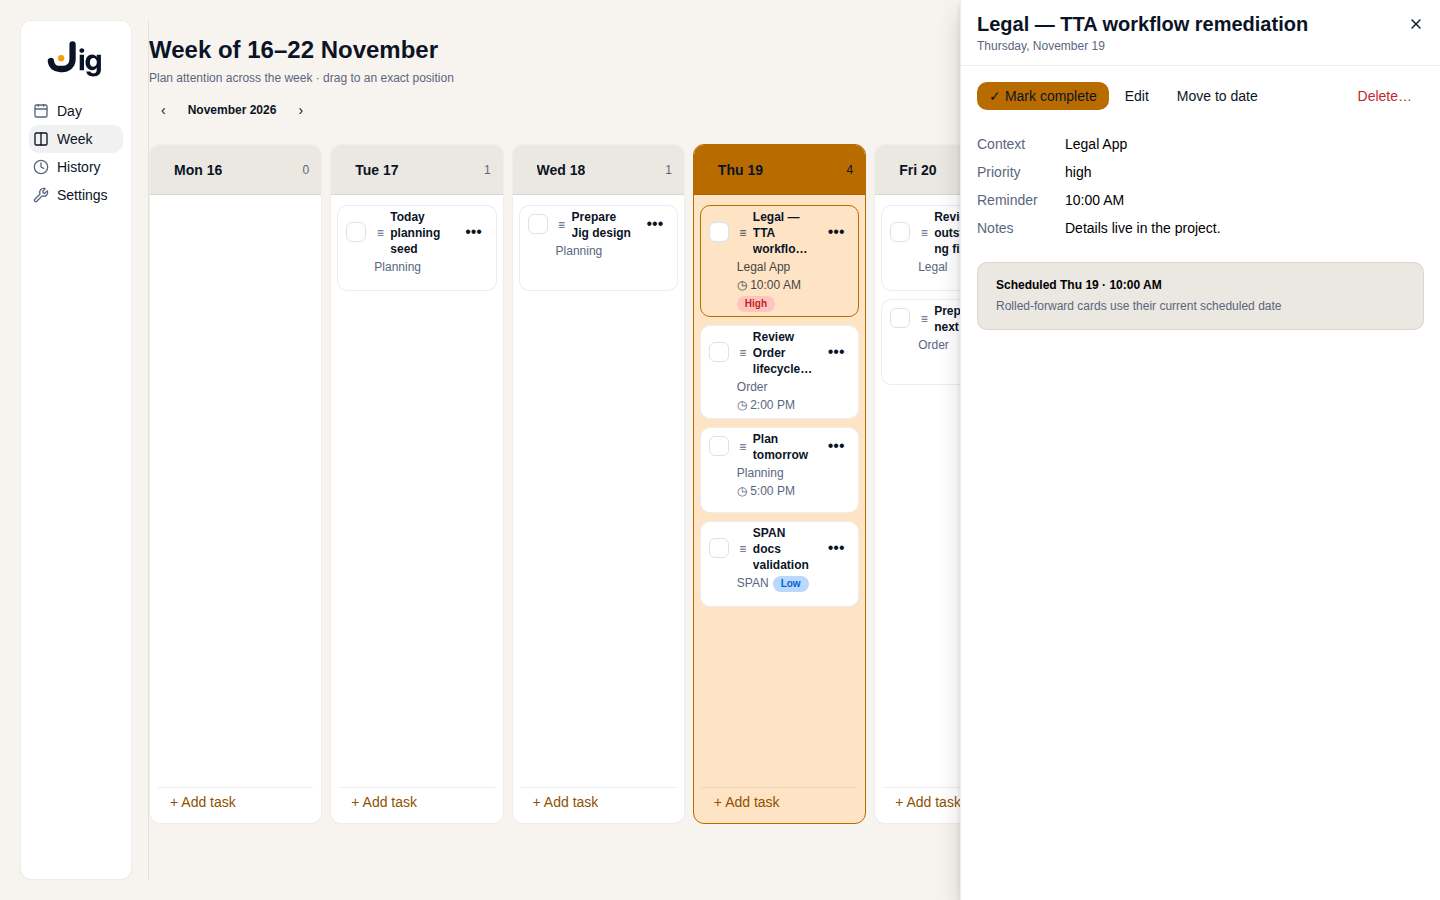 Jig
Day
Week
History
Settings
Week of 16–22 November
Plan attention across the week · drag to an exact position
‹ November 2026 ›
Mon 16 0
+ Add task
Tue 17 1
Today
planning
seed
•••
Planning
+ Add task
Wed 18 1
Prepare
Jig design
•••
Planning
+ Add task
Thu 19 4
Legal —
TTA
workflo…
•••
Legal App
10:00 AM
High
Review
Order
lifecycle…
•••
Order
2:00 PM
Plan
tomorrow
•••
Planning
5:00 PM
SPAN
docs
validation
•••
SPAN Low
+ Add task
Fri 20
Legal
Order
+ Add task
Legal — TTA workflow remediation
×
Thursday, November 19
✓ Mark complete Edit Move to date Delete…
Context Legal App
Priority high
Reminder 10:00 AM
Notes Details live in the project.
Scheduled Thu 19 · 10:00 AM
Rolled-forward cards use their current scheduled date